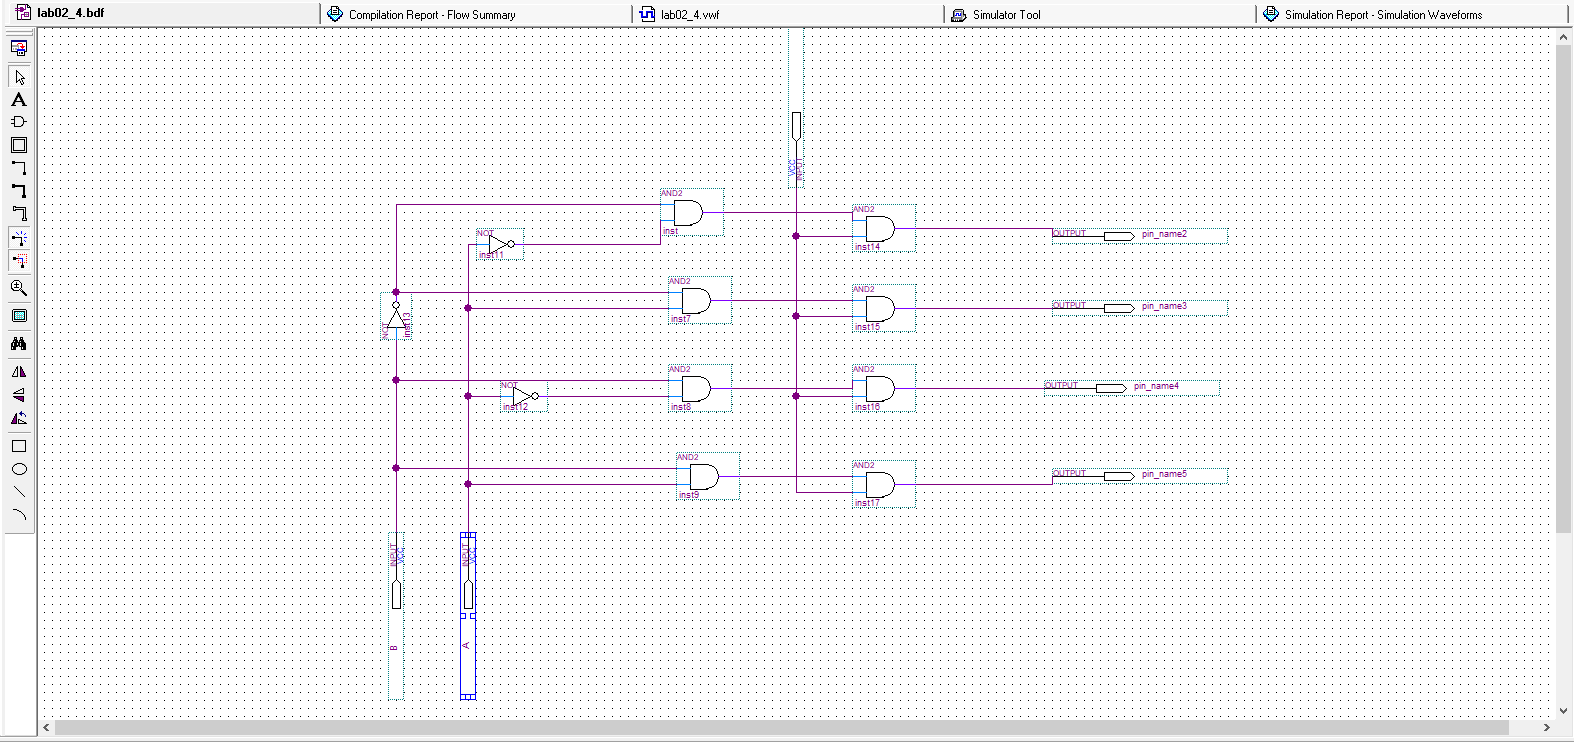 lab02_4.bdf
Compilation Report - Flow Summary
lab02_4.vwf
Simulator Tool
Simulation Report - Simulation Waveforms
VCC
INPUT
AND2
inst
NOT
inst11
AND2
inst14
OUTPUT
pin_name2
AND2
inst7
AND2
inst15
OUTPUT
pin_name3
NOT
inst13
AND2
inst8
NOT
inst12
AND2
inst16
OUTPUT
pin_name4
AND2
inst9
AND2
inst17
OUTPUT
pin_name5
INPUT
VCC
B
INPUT
VCC
A